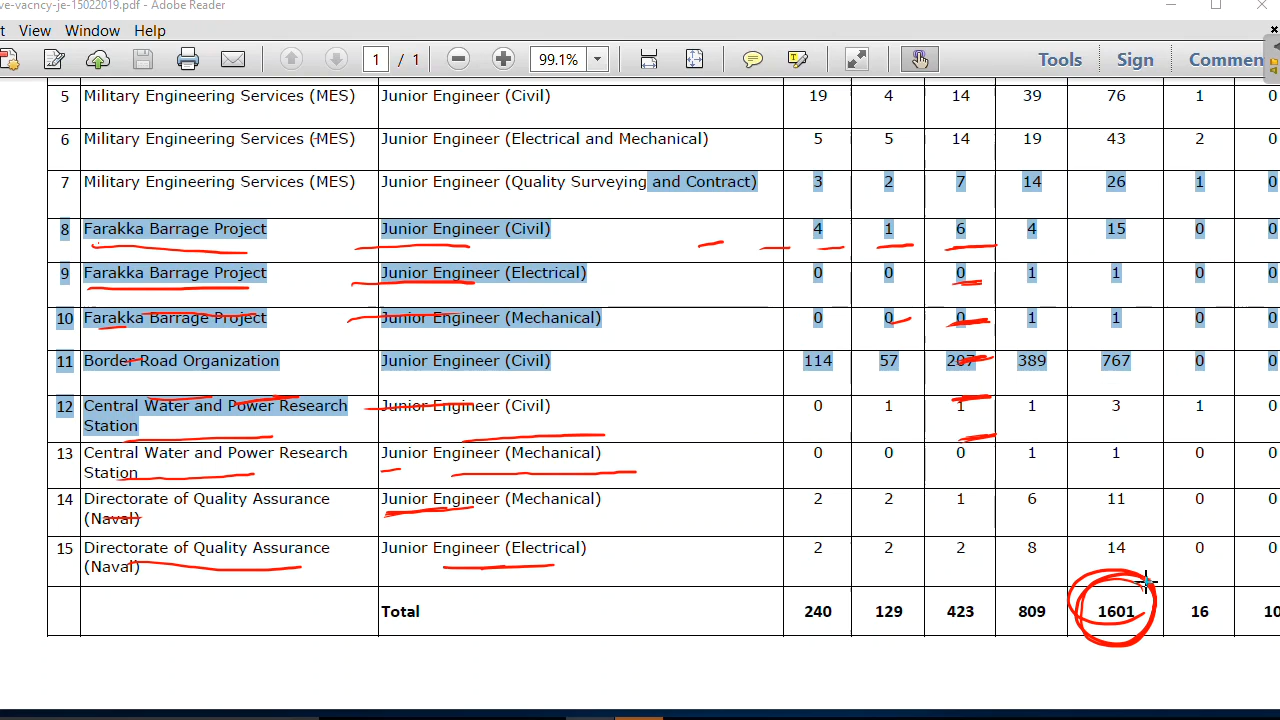 ve-vacncy-je-15022019.pdf - Adobe Reader
t View Window Help
1 / 1 99.1% Tools Sign Commen
5 Military Engineering Services (MES) Junior Engineer (Civil) 19 4 14 39 76 1 0
6 Military Engineering Services (MES) Junior Engineer (Electrical and Mechanical) 5 5 14 19 43 2 0
7 Military Engineering Services (MES) Junior Engineer (Quality Surveying and Contract) 3 2 7 14 26 1 0
8 Farakka Barrage Project Junior Engineer (Civil) 4 1 6 4 15 0 0
9 Farakka Barrage Project Junior Engineer (Electrical) 0 0 0 1 1 0 0
10 Farakka Barrage Project Junior Engineer (Mechanical) 0 0 0 1 1 0 0
11 Border Road Organization Junior Engineer (Civil) 114 57 207 389 767 0 0
12 Central Water and Power Research Junior Engineer (Civil) 0 1 1 1 3 1 0
Station
13 Central Water and Power Research Junior Engineer (Mechanical) 0 0 0 1 1 0 0
Station
14 Directorate of Quality Assurance Junior Engineer (Mechanical) 2 2 1 6 11 0 0
(Naval)
15 Directorate of Quality Assurance Junior Engineer (Electrical) 2 2 2 8 14 0 0
(Naval)
Total 240 129 423 809 1601 16 10